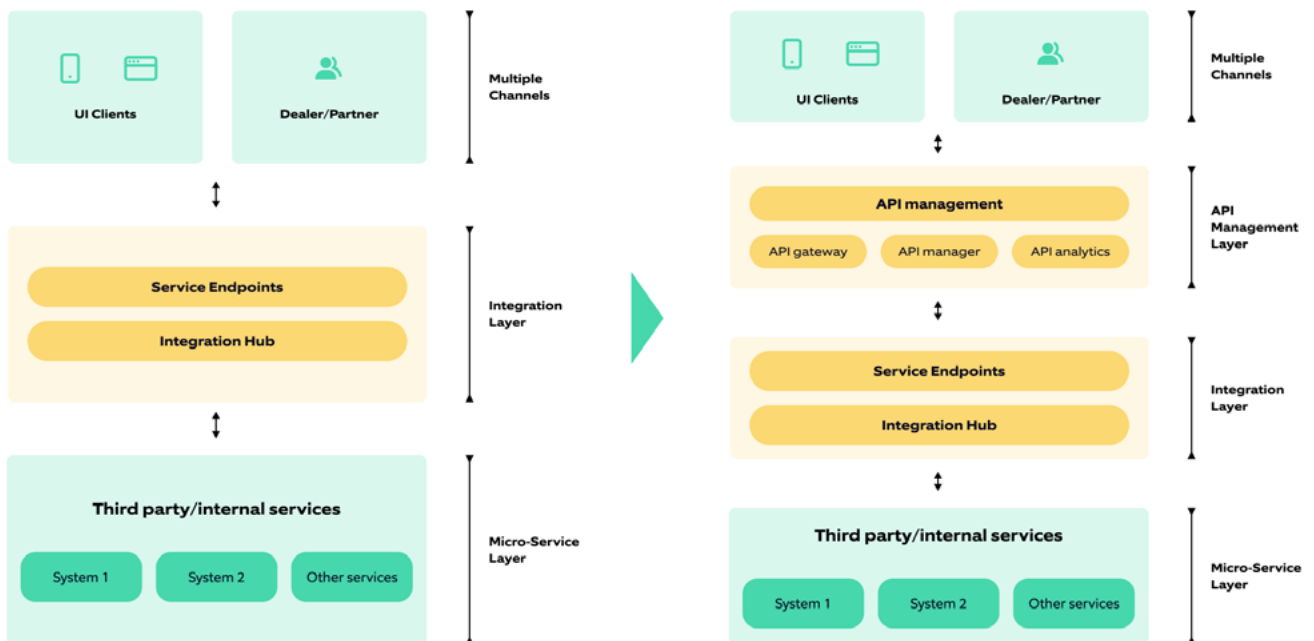 UI Clients
Dealer/Partner
Multiple
Channels
Service Endpoints
Integration Hub
Integration
Layer
Third party/internal services
System 1
System 2
Other services
Micro-Service
Layer
UI Clients
Dealer/Partner
Multiple
Channels
API management
API gateway
API manager
API analytics
API
Management
Layer
Service Endpoints
Integration Hub
Integration
Layer
Third party/internal services
System 1
System 2
Other services
Micro-Service
Layer